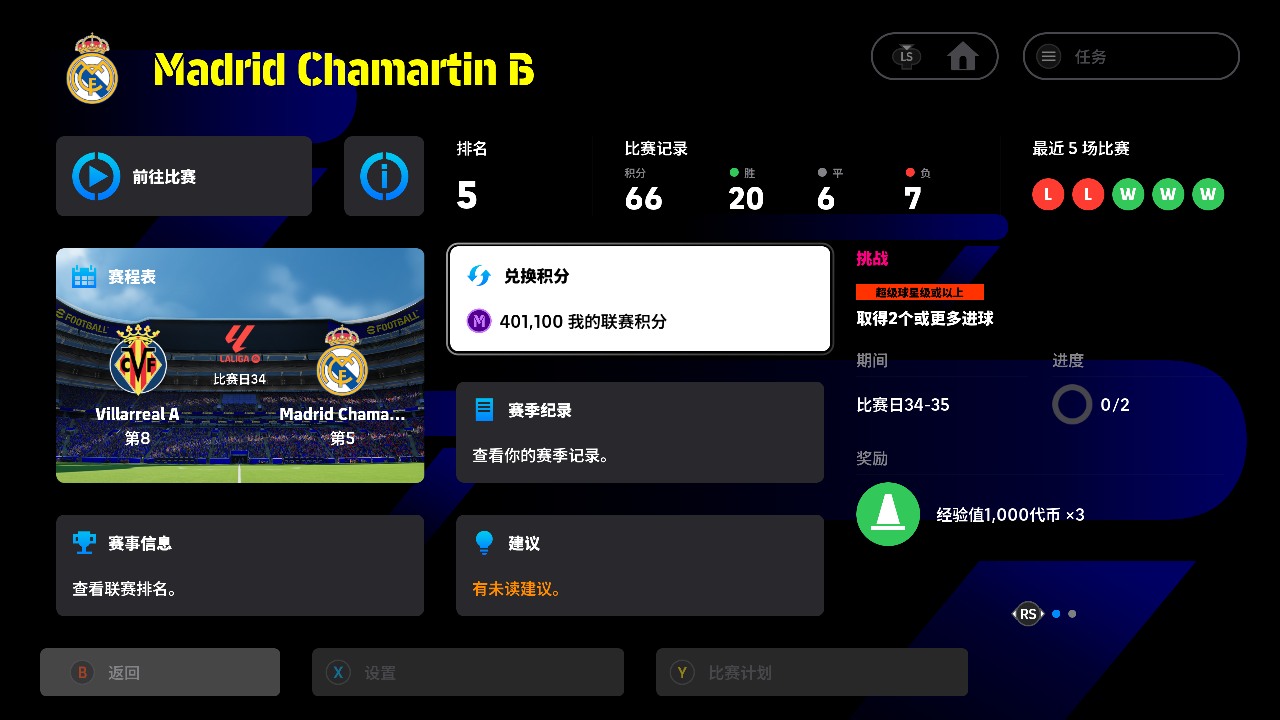 Madrid Chamartin B
LS
任务
前往比赛
排名
5
比赛记录
积分
66
胜
20
平
6
负
7
最近 5 场比赛
L L W W W
赛程表
eFOOTBALL
eFOOTBALL
LALIGA
比赛日34
Villarreal A
第8
Madrid Chama...
第5
兑换积分
M 401,100 我的联赛积分
赛季纪录
查看你的赛季记录。
挑战
超级球星级或以上
取得2个或更多进球
期间
进度
比赛日34-35
0/2
奖励
经验值1,000代币 ×3
赛事信息
查看联赛排名。
建议
有未读建议。
RS
B 返回
X 设置
Y 比赛计划